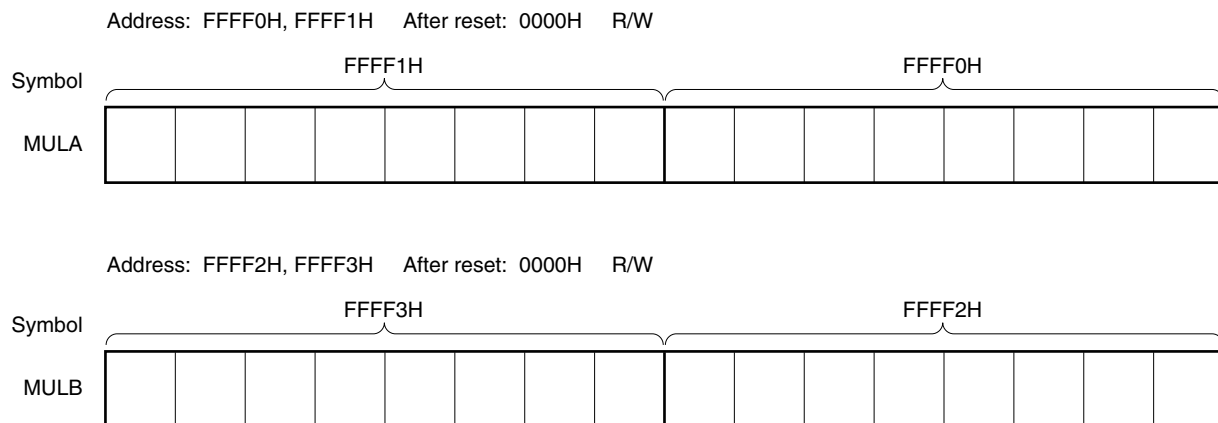 Address: FFFF0H, FFFF1H After reset: 0000H R/W
FFFF1H FFFF0H
Symbol
MULA
Address: FFFF2H, FFFF3H After reset: 0000H R/W
FFFF3H FFFF2H
Symbol
MULB